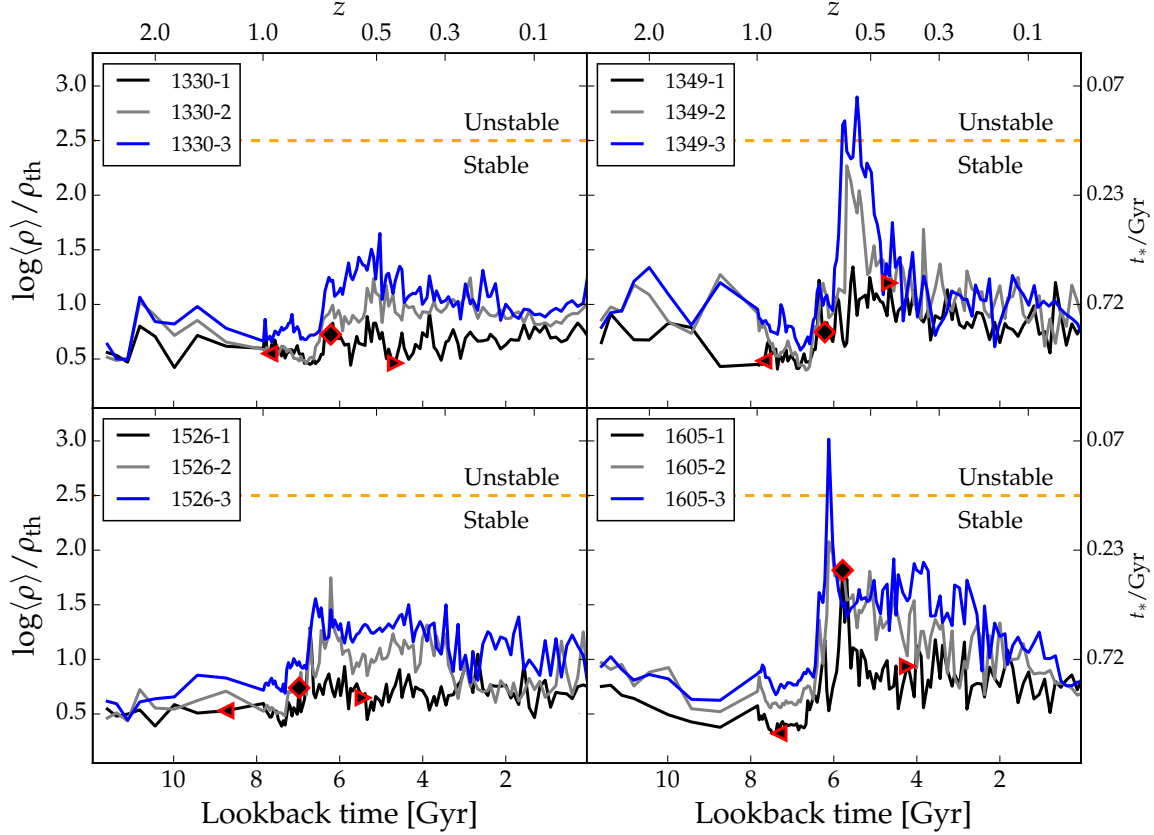 z z
2.0 1.0 0.5 0.3 0.1 2.0 1.0 0.5 0.3 0.1
1330-1
1330-2
1330-3
Unstable
Stable
3.0
2.5
2.0
1.5
1.0
0.5
log⟨ρ⟩/ρth
1349-1
1349-2
1349-3
Unstable
Stable
0.07
0.23
0.72
t*/Gyr
1526-1
1526-2
1526-3
Unstable
Stable
3.0
2.5
2.0
1.5
1.0
0.5
log⟨ρ⟩/ρth
1605-1
1605-2
1605-3
Unstable
Stable
0.07
0.23
0.72
t*/Gyr
10 8 6 4 2 10 8 6 4 2
Lookback time [Gyr] Lookback time [Gyr]